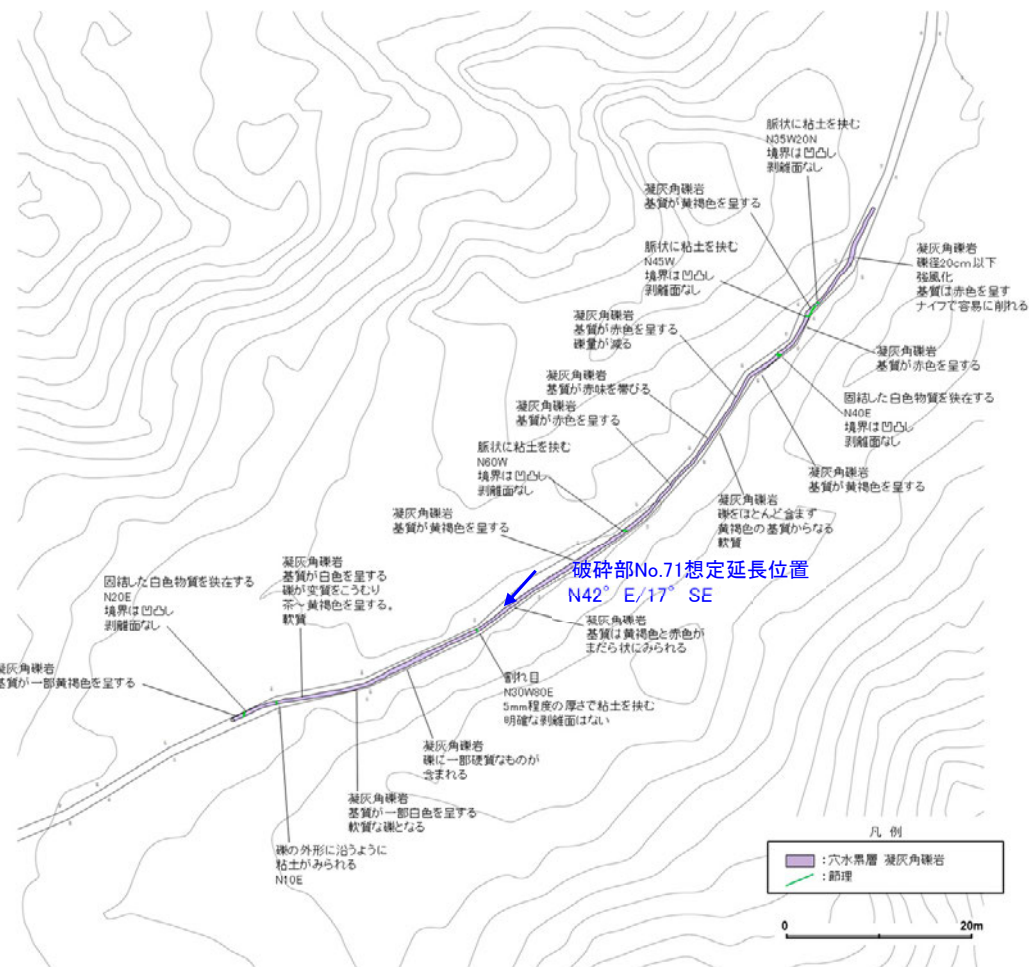 脈状に粘土を挟む
N35W20N
境界は凹凸し
剥離面なし
凝灰角礫岩
基質が黄褐色を呈する
脈状に粘土を挟む
N45W
境界は凹凸し
剥離面なし
凝灰角礫岩
礫径20cm以下
強風化
基質は赤色を呈す
ナイフで容易に削れる
凝灰角礫岩
基質が赤色を呈する
礫量が減る
凝灰角礫岩
基質が赤色を呈する
凝灰角礫岩
基質が赤味を帯びる
固結した白色物質を狭在する
N40E
境界は凹凸し
剥離面なし
凝灰角礫岩
基質が赤色を呈する
脈状に粘土を挟む
N60W
境界は凹凸し
剥離面なし
凝灰角礫岩
基質が黄褐色を呈する
凝灰角礫岩
礫をほとんど含まず
黄褐色の基質からなる
軟質
凝灰角礫岩
基質が黄褐色を呈する
凝灰角礫岩
基質が白色を呈する
礫が変質をこうむり
茶～黄褐色を呈する。
軟質
破砕部No.71想定延長位置
N42°E/17°SE
固結した白色物質を狭在する
N20E
境界は凹凸し
剥離面なし
凝灰角礫岩
基質は黄褐色と赤色が
まだら状にみられる
凝灰角礫岩
基質が一部黄褐色を呈する
割れ目
N30W80E
5mm程度の厚さで粘土を挟む
明確な剥離面はない
凝灰角礫岩
礫に一部硬質なものが
含まれる
凝灰角礫岩
基質が一部白色を呈する
軟質な礫となる
礫の外形に沿うように
粘土がみられる
N10E
凡 例
:穴水累層 凝灰角礫岩
:節理
0 20m